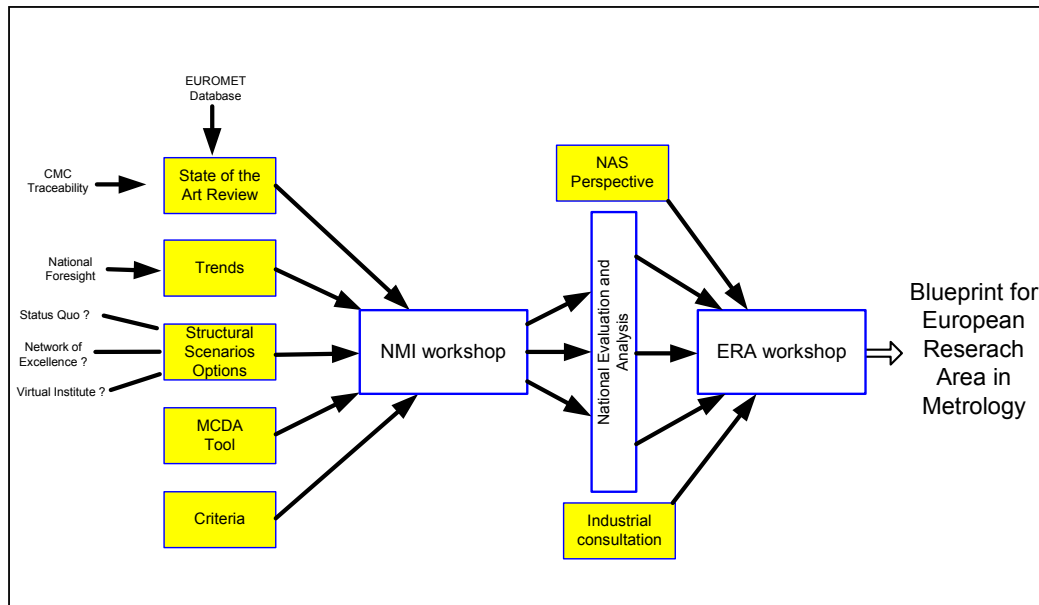 EUROMET
Database
CMC
Traceability
State of the
Art Review
National
Foresight
Trends
Status Quo ?
Network of
Excellence ?
Virtual Institute ?
Structural
Scenarios
Options
MCDA
Tool
Criteria
NMI workshop
National Evaluation and
Analysis
NAS
Perspective
Industrial
consultation
ERA workshop
Blueprint for
European
Reserach
Area in
Metrology